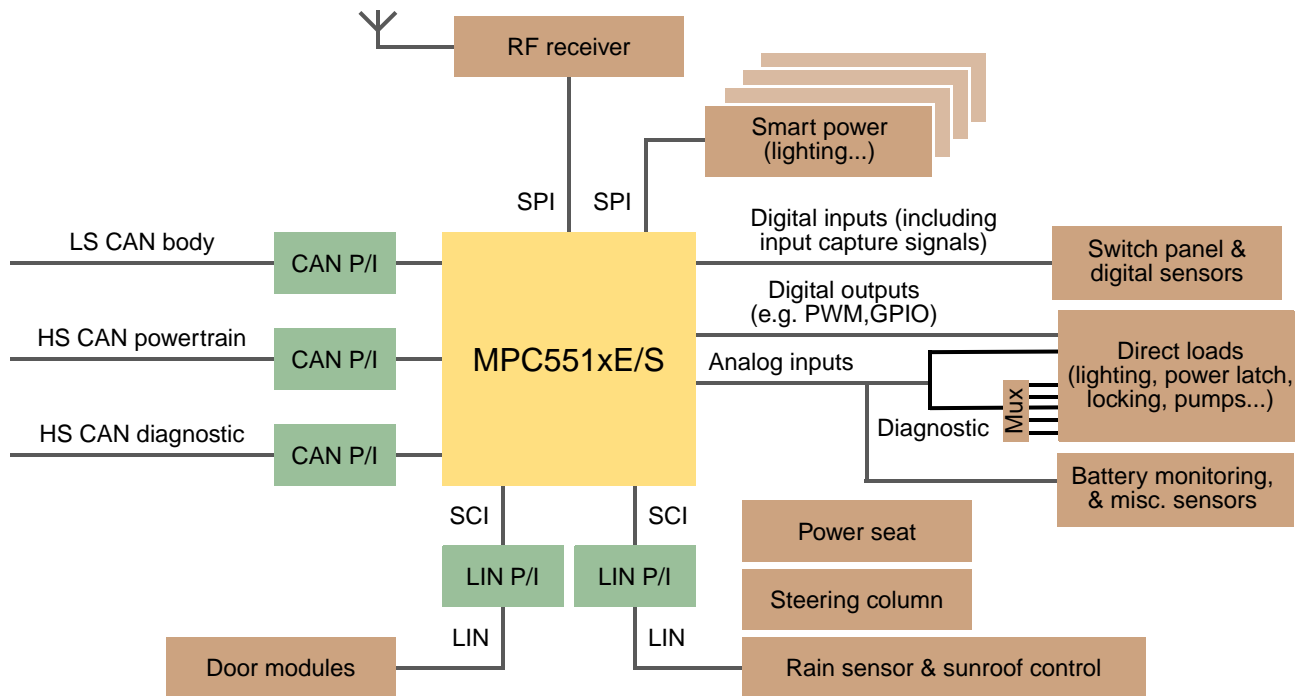 RF receiver
Smart power
(lighting...)
SPI
SPI
LS CAN body
CAN P/I
Digital inputs (including
input capture signals)
Switch panel &
digital sensors
HS CAN powertrain
CAN P/I
MPC551xE/S
Digital outputs
(e.g. PWM,GPIO)
Analog inputs
Direct loads
(lighting, power latch,
locking, pumps...)
Mux
Diagnostic
HS CAN diagnostic
CAN P/I
Battery monitoring,
& misc. sensors
SCI
SCI
LIN P/I
LIN P/I
Power seat
Steering column
LIN
LIN
Door modules
Rain sensor & sunroof control